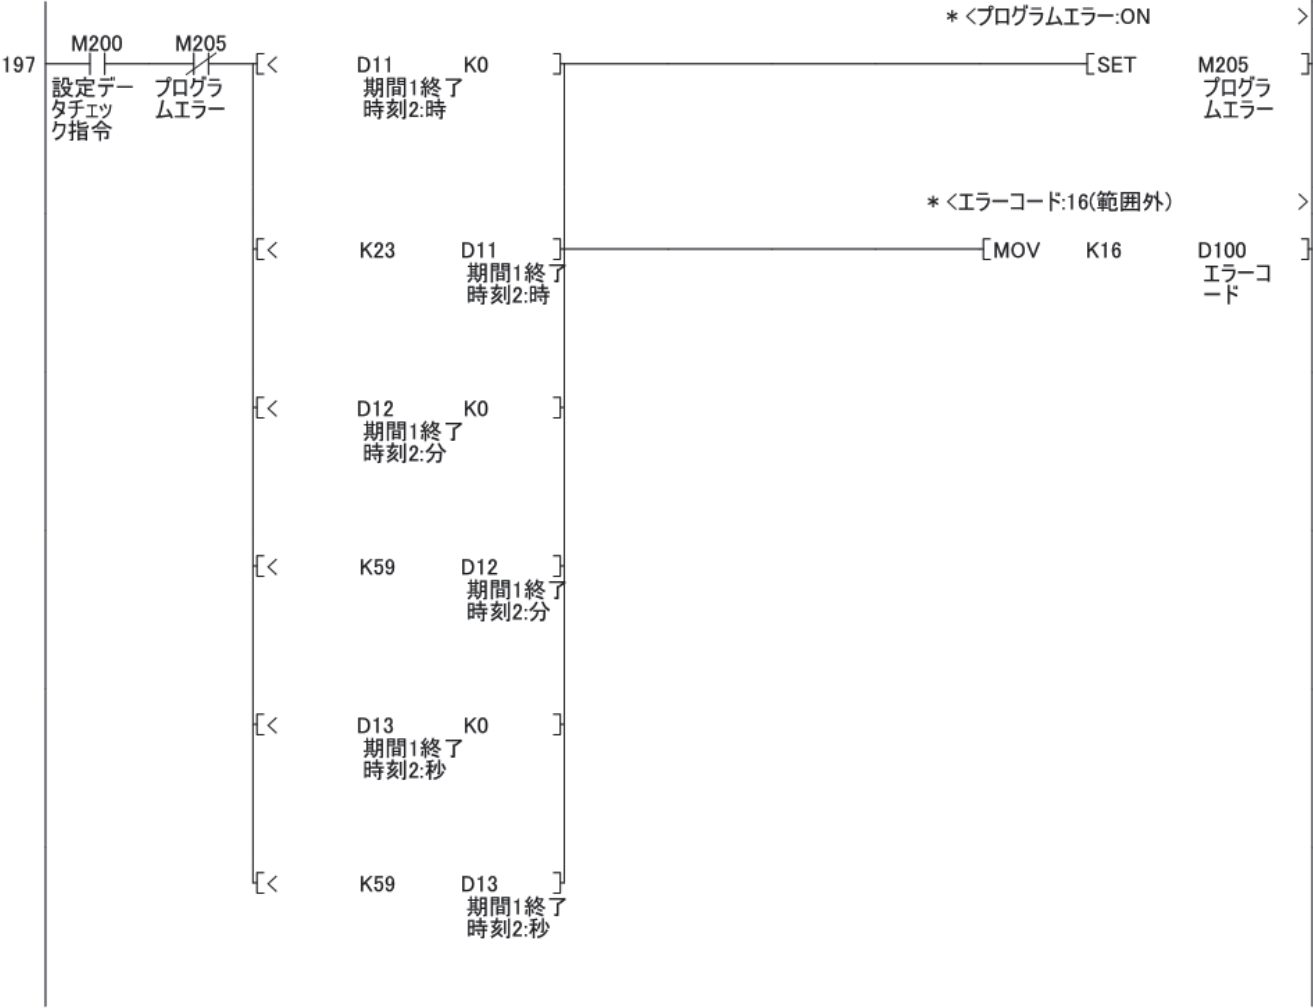 * <プログラムエラー:ON >
M200 M205
197 [< D11 K0 ] [SET M205 ]
設定デー プログラ 期間1終了 プログラ
タチェッ ムエラー 時刻2:時 ムエラー
ク指令
* <エラーコード:16(範囲外) >
[< K23 D11 ] [MOV K16 D100 ]
期間1終了 エラーコ
時刻2:時 ード
[< D12 K0 ]
期間1終了
時刻2:分
[< K59 D12 ]
期間1終了
時刻2:分
[< D13 K0 ]
期間1終了
時刻2:秒
[< K59 D13 ]
期間1終了
時刻2:秒